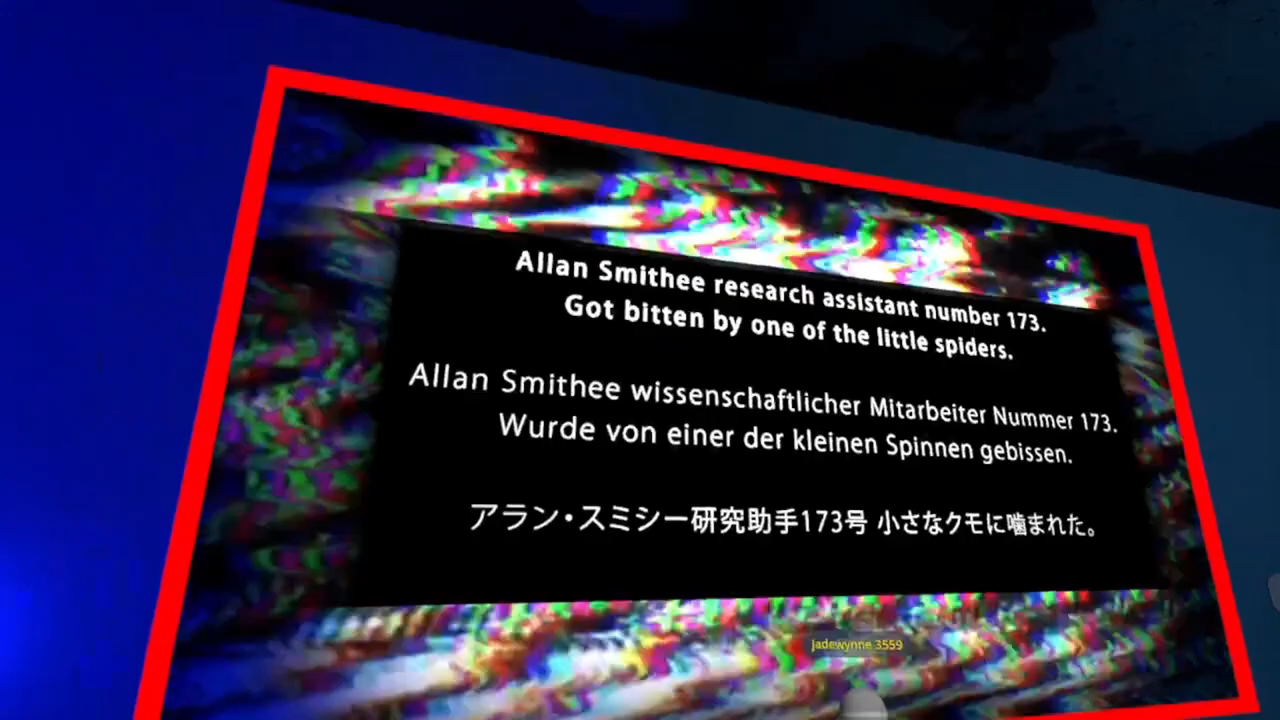 Allan Smithee research assistant number 173.
Got bitten by one of the little spiders.
Allan Smithee wissenschaftlicher Mitarbeiter Nummer 173.
Wurde von einer der kleinen Spinnen gebissen.
アラン・スミシー研究助手173号 小さなクモに噛まれた。
jadewynne 3559